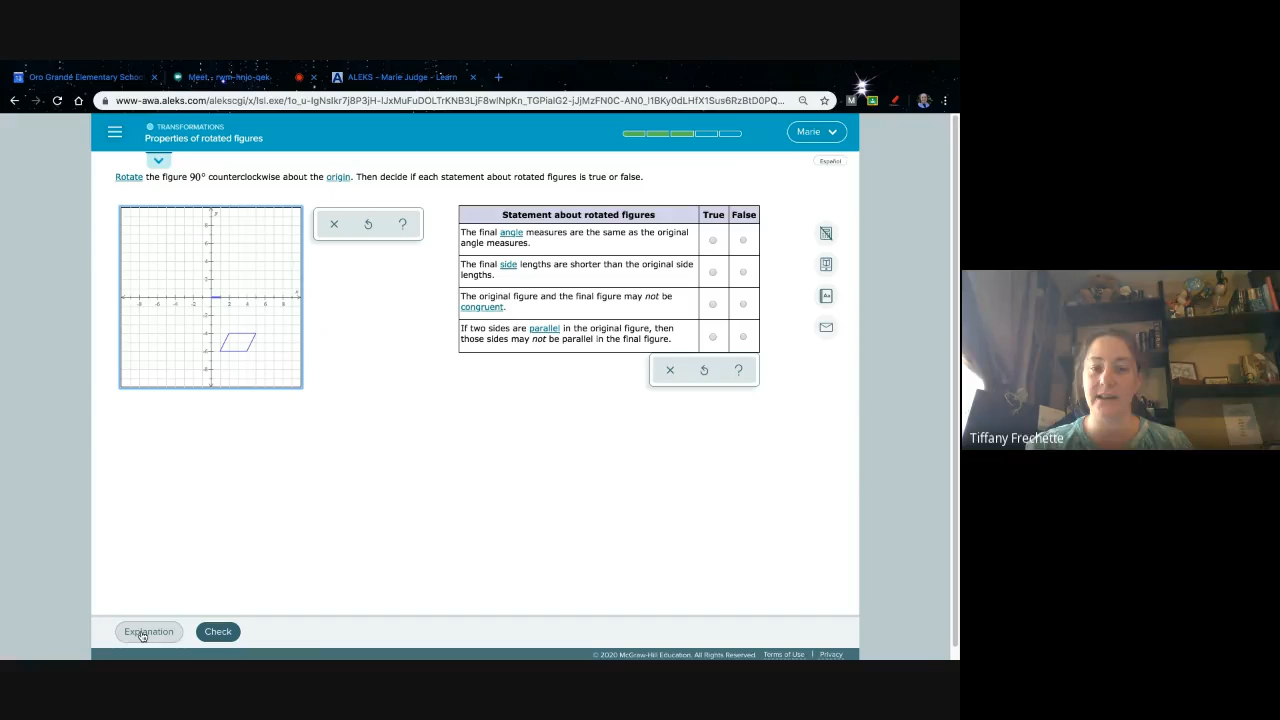 Oro Grande Elementary Schoo
Meet - rwm-hnjc-qek
ALEKS - Marie Judge - Learn
TRANSFORMATIONS
Properties of rotated figures
Marie
Español
Rotate the figure 90° counterclockwise about the origin. Then decide if each statement about rotated figures is true or false.
Statement about rotated figures True False
The final angle measures are the same as the original
angle measures.
The final side lengths are shorter than the original side
lengths.
The original figure and the final figure may not be
congruent.
If two sides are parallel in the original figure, then
those sides may not be parallel in the final figure.
Tiffany Frechette
Explanation Check
© 2020 McGraw-Hill Education. All Rights Reserved. Terms of Use | Privacy